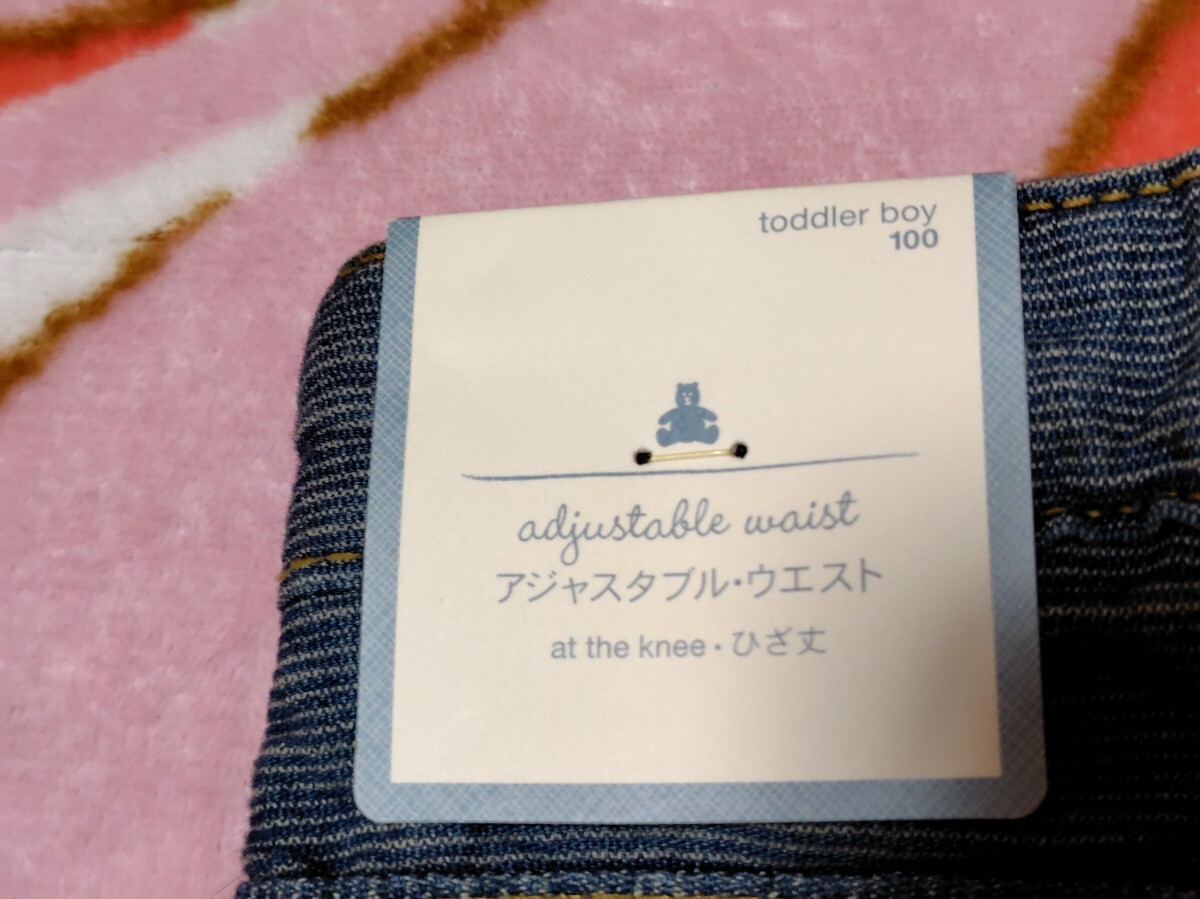 toddler boy
100
adjustable waist
アジャスタブル・ウエスト
at the knee・ひざ丈